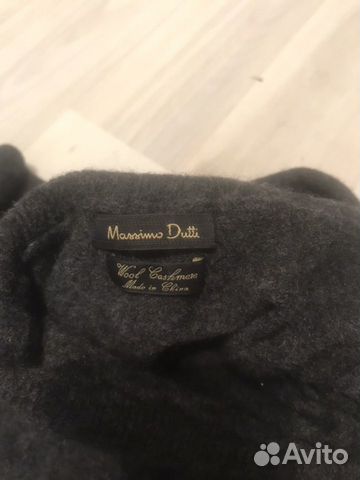 Massimo Dutti
Wool Cashmere
Made in China
Avito